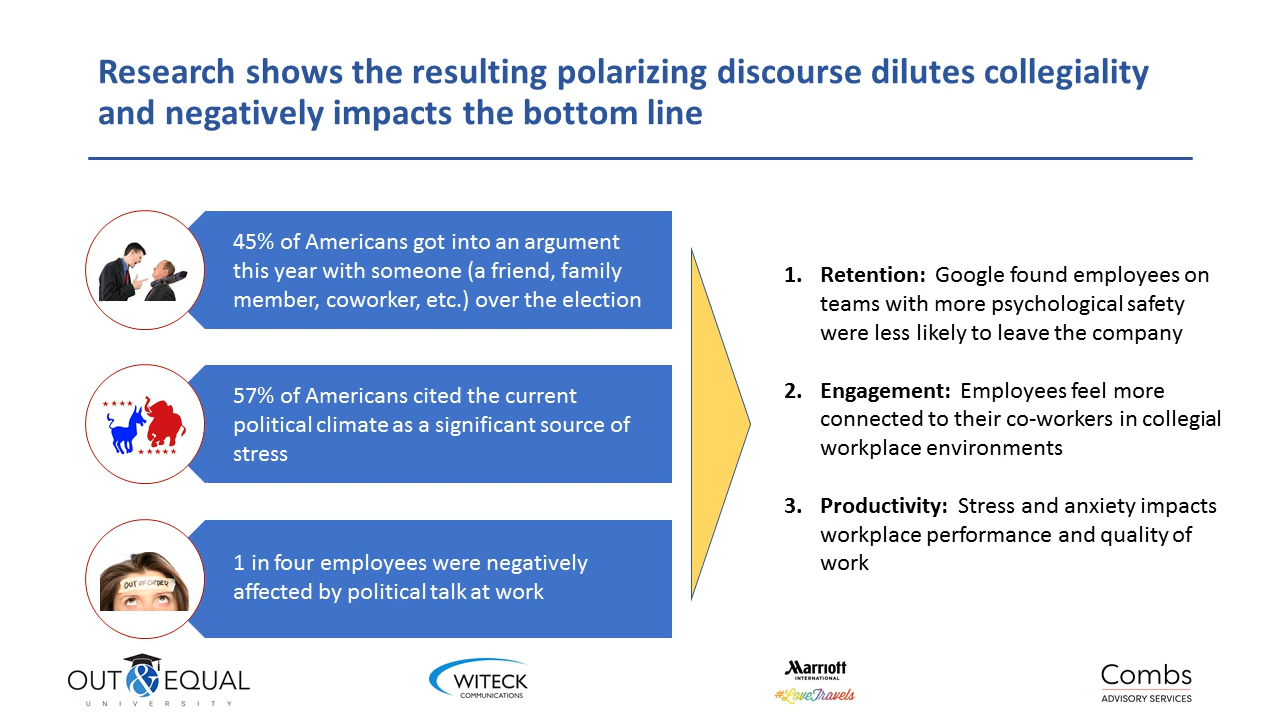 Research shows the resulting polarizing discourse dilutes collegiality
and negatively impacts the bottom line
45% of Americans got into an argument
this year with someone (a friend, family
member, coworker, etc.) over the election
57% of Americans cited the current
political climate as a significant source of
stress
OUT OF ORDER
1 in four employees were negatively
affected by political talk at work
1. Retention: Google found employees on
teams with more psychological safety
were less likely to leave the company
2. Engagement: Employees feel more
connected to their co-workers in collegial
workplace environments
3. Productivity: Stress and anxiety impacts
workplace performance and quality of
work
OUT & EQUAL
UNIVERSITY
WITECK
COMMUNICATIONS
Marriott
INTERNATIONAL
#LoveTravels
Combs
ADVISORY SERVICES